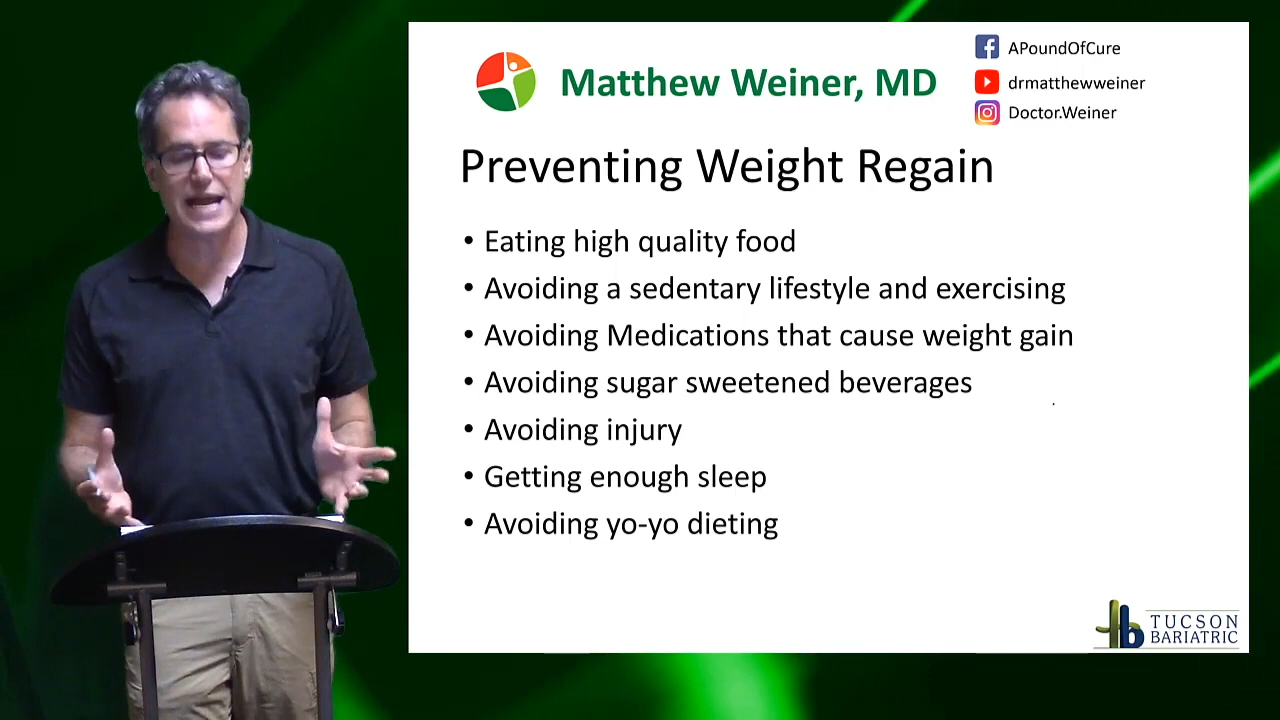 Matthew Weiner, MD
APoundOfCure
drmatthewweiner
Doctor.Weiner
Preventing Weight Regain
• Eating high quality food
• Avoiding a sedentary lifestyle and exercising
• Avoiding Medications that cause weight gain
• Avoiding sugar sweetened beverages
• Avoiding injury
• Getting enough sleep
• Avoiding yo-yo dieting
tb TUCSON
BARIATRIC